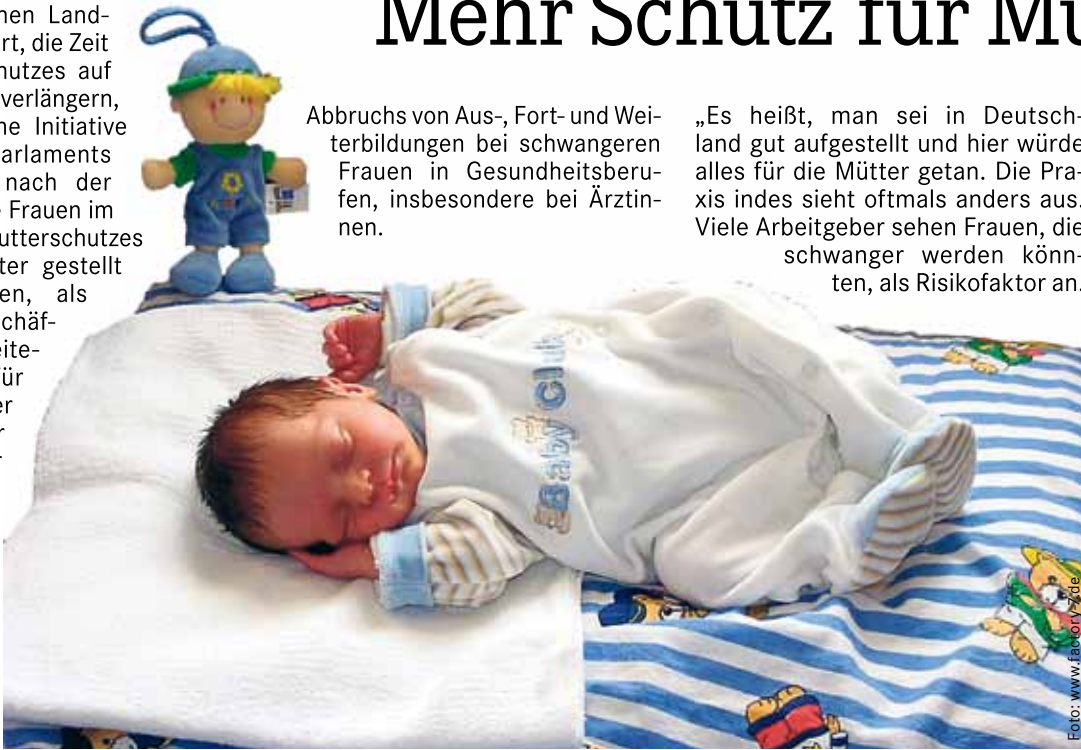 Mehr Schutz für Mü
nen Land-
rt, die Zeit
hutzes auf
verlängern,
ne Initiative
arlaments
nach der
e Frauen im
utterschutzes
ter gestellt
en, als
chäf-
eite-
für
er
r
Abbruchs von Aus-, Fort- und Wei-
terbildungen bei schwangeren
Frauen in Gesundheitsberu-
fen, insbesondere bei Ärztin-
nen.
„Es heißt, man sei in Deutsch-
land gut aufgestellt und hier würde
alles für die Mütter getan. Die Pra-
xis indes sieht oftmals anders aus.
Viele Arbeitgeber sehen Frauen, die
schwanger werden könn-
ten, als Risikofaktor an.
Baby Club
Foto: www.factory-7.de